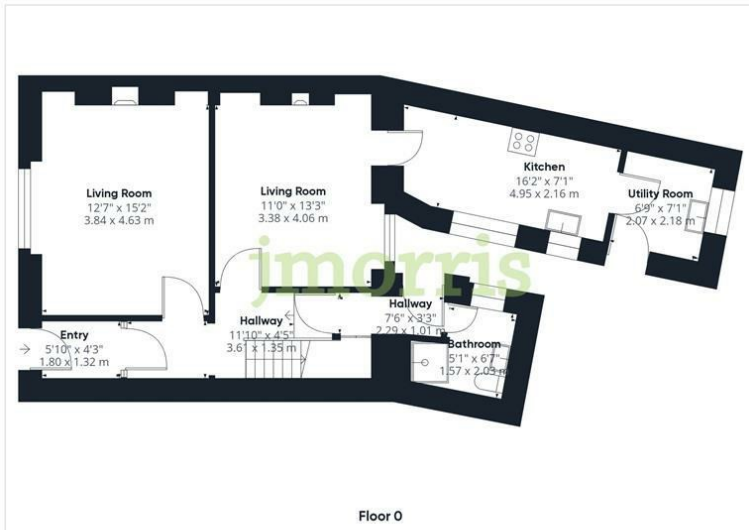 Living Room
12'7" x 15'2"
3.84 x 4.63 m
Living Room
11'0" x 13'3"
3.38 x 4.06 m
Kitchen
16'2" x 7'1"
4.95 x 2.16 m
Utility Room
6'9" x 7'1"
2.07 x 2.18 m
jmorris
Entry
5'10" x 4'3"
1.80 x 1.32 m
Hallway
11'10" x 4'5"
3.61 x 1.35 m
Hallway
7'6" x 3'3"
2.29 x 1.01 m
Bathroom
5'1" x 6'7"
1.57 x 2.03 m
Floor 0